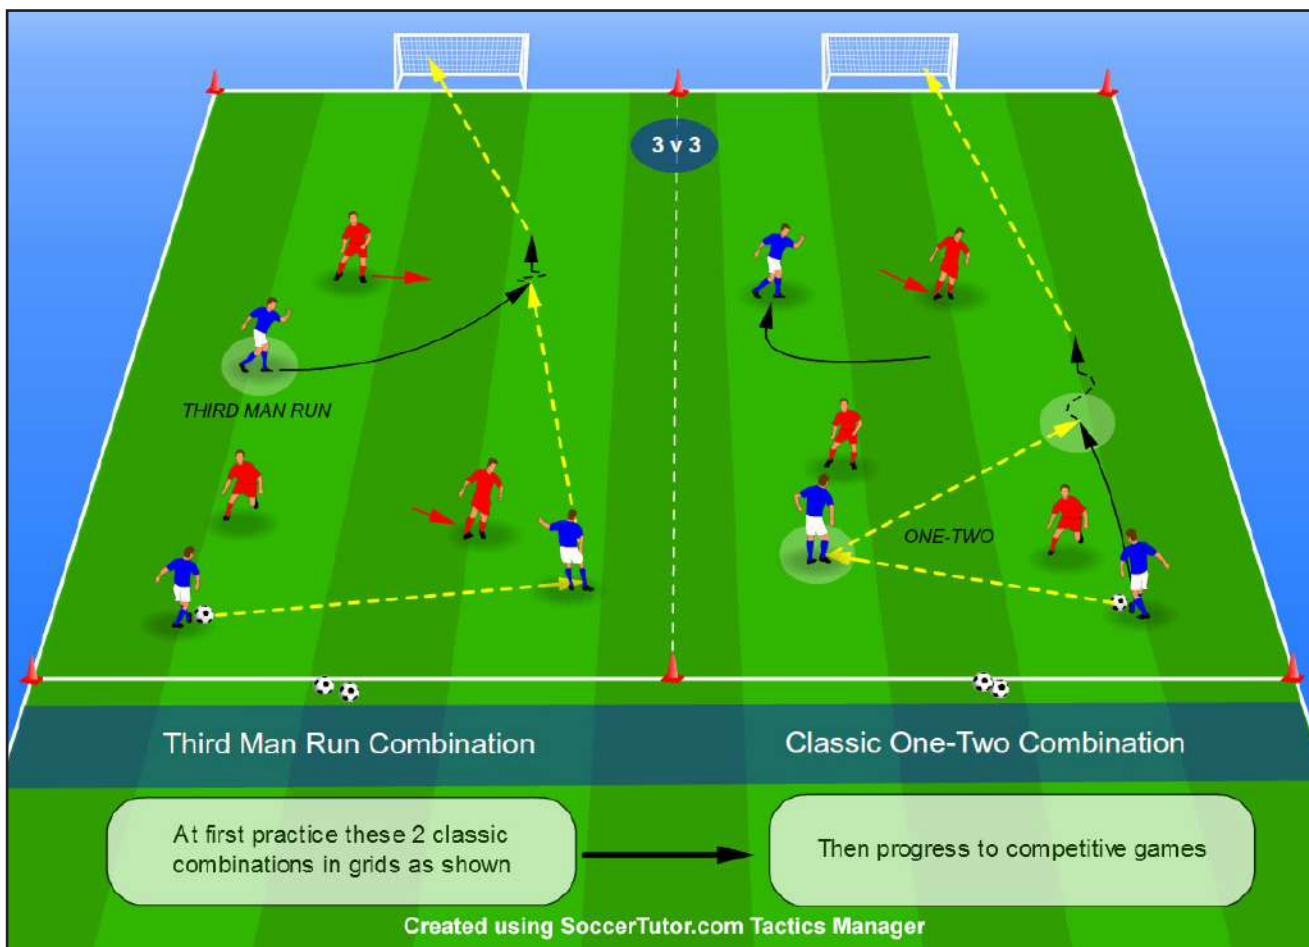 3 v 3
THIRD MAN RUN
ONE-TWO
Third Man Run Combination
Classic One-Two Combination
At first practice these 2 classic
combinations in grids as shown
Then progress to competitive games
Created using SoccerTutor.com Tactics Manager